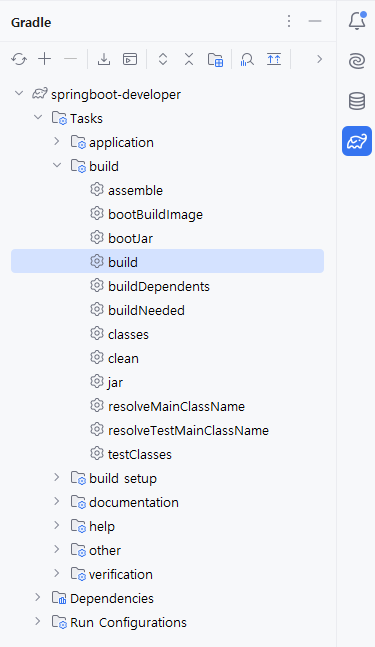 Gradle
springboot-developer
Tasks
application
build
assemble
bootBuildImage
bootJar
build
buildDependents
buildNeeded
classes
clean
jar
resolveMainClassName
resolveTestMainClassName
testClasses
build setup
documentation
help
other
verification
Dependencies
Run Configurations